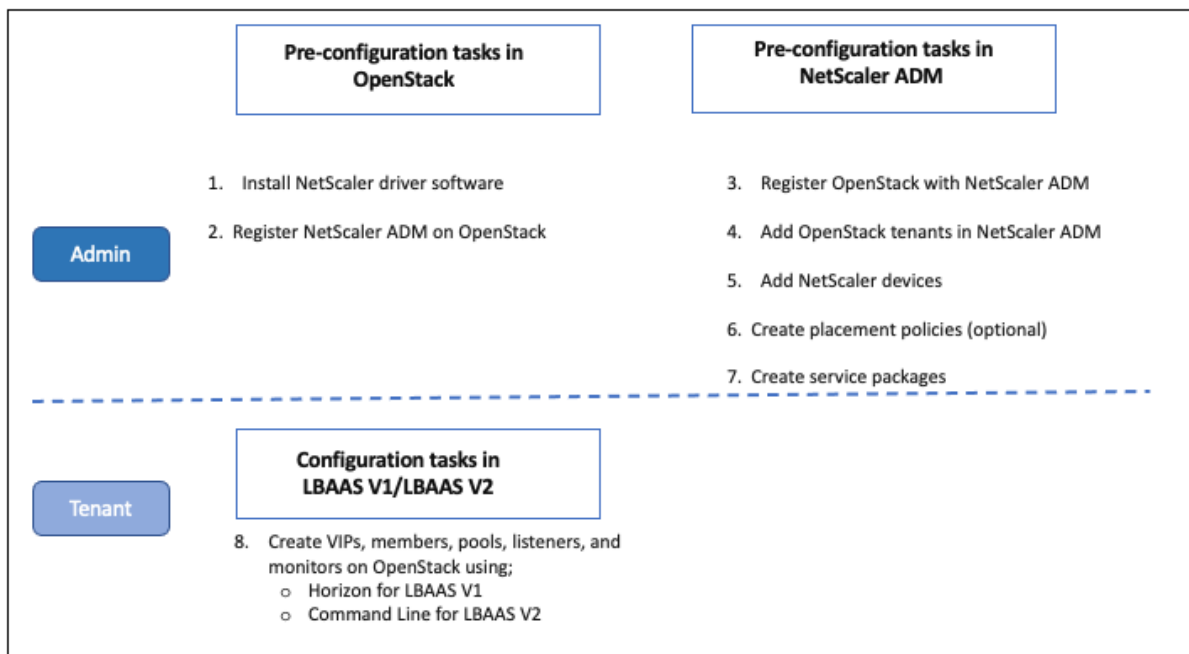 Pre-configuration tasks in
OpenStack
Pre-configuration tasks in
NetScaler ADM
Admin
1. Install NetScaler driver software
2. Register NetScaler ADM on OpenStack
3. Register OpenStack with NetScaler ADM
4. Add OpenStack tenants in NetScaler ADM
5. Add NetScaler devices
6. Create placement policies (optional)
7. Create service packages
Tenant
Configuration tasks in
LBAAS V1/LBAAS V2
8. Create VIPs, members, pools, listeners, and
monitors on OpenStack using;
o Horizon for LBAAS V1
o Command Line for LBAAS V2